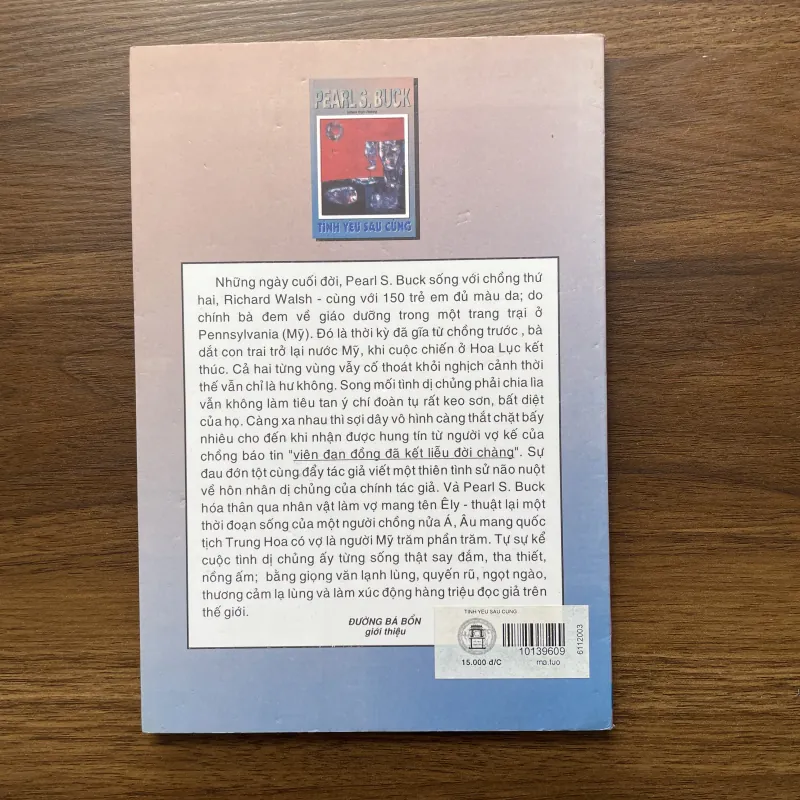 PEARL S. BUCK
TÌNH YÊU SAU CÙNG
Những ngày cuối đời, Pearl S. Buck sống với chồng thứ
hai, Richard Walsh - cùng với 150 trẻ em đủ màu da; do
chính bà đem về giáo dưỡng trong một trang trại ở
Pennsylvania (Mỹ). Đó là thời kỳ đã gĩa từ chồng trước , bà
dắt con trai trở lại nước Mỹ, khi cuộc chiến ở Hoa Lục kết
thúc. Cả hai từng vùng vẫy cố thoát khỏi nghịch cảnh thời
thế vẫn chỉ là hư không. Song mối tình dị chủng phải chia lìa
vẫn không làm tiêu tan ý chí đoàn tụ rất keo sơn, bất diệt
của họ. Càng xa nhau thì sợi dây vô hình càng thắt chặt bấy
nhiêu cho đến khi nhận được hung tín từ người vợ kế của
chồng báo tin "viên đạn đồng đã kết liễu đời chàng". Sự
đau đớn tột cùng đẩy tác giả viết một thiên tình sử não nuột
về hôn nhân dị chủng của chính tác giả. Và Pearl S. Buck
hóa thân qua nhân vật làm vợ mang tên Êly - thuật lại một
thời đoạn sống của một người chồng nửa Á, Âu mang quốc
tịch Trung Hoa có vợ là người Mỹ trăm phần trăm. Tự sự kể
cuộc tình dị chủng ấy từng sống thật say đắm, tha thiết,
nồng ấm; bằng giọng văn lạnh lùng, quyến rũ, ngọt ngào,
thương cảm lạ lùng và làm xúc động hàng triệu đọc giả trên
thế giới.
ĐƯỜNG BÁ BỔN
giới thiệu
TINH YEU SAU CUNG
10139609
15.000 đ/C
mp.tuo
6112003